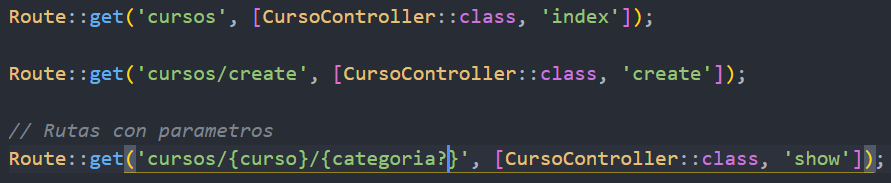 Route::get('cursos', [CursoController::class, 'index']);
Route::get('cursos/create', [CursoController::class, 'create']);
// Rutas con parametros
Route::get('cursos/{curso}/{categoria?}', [CursoController::class, 'show']);